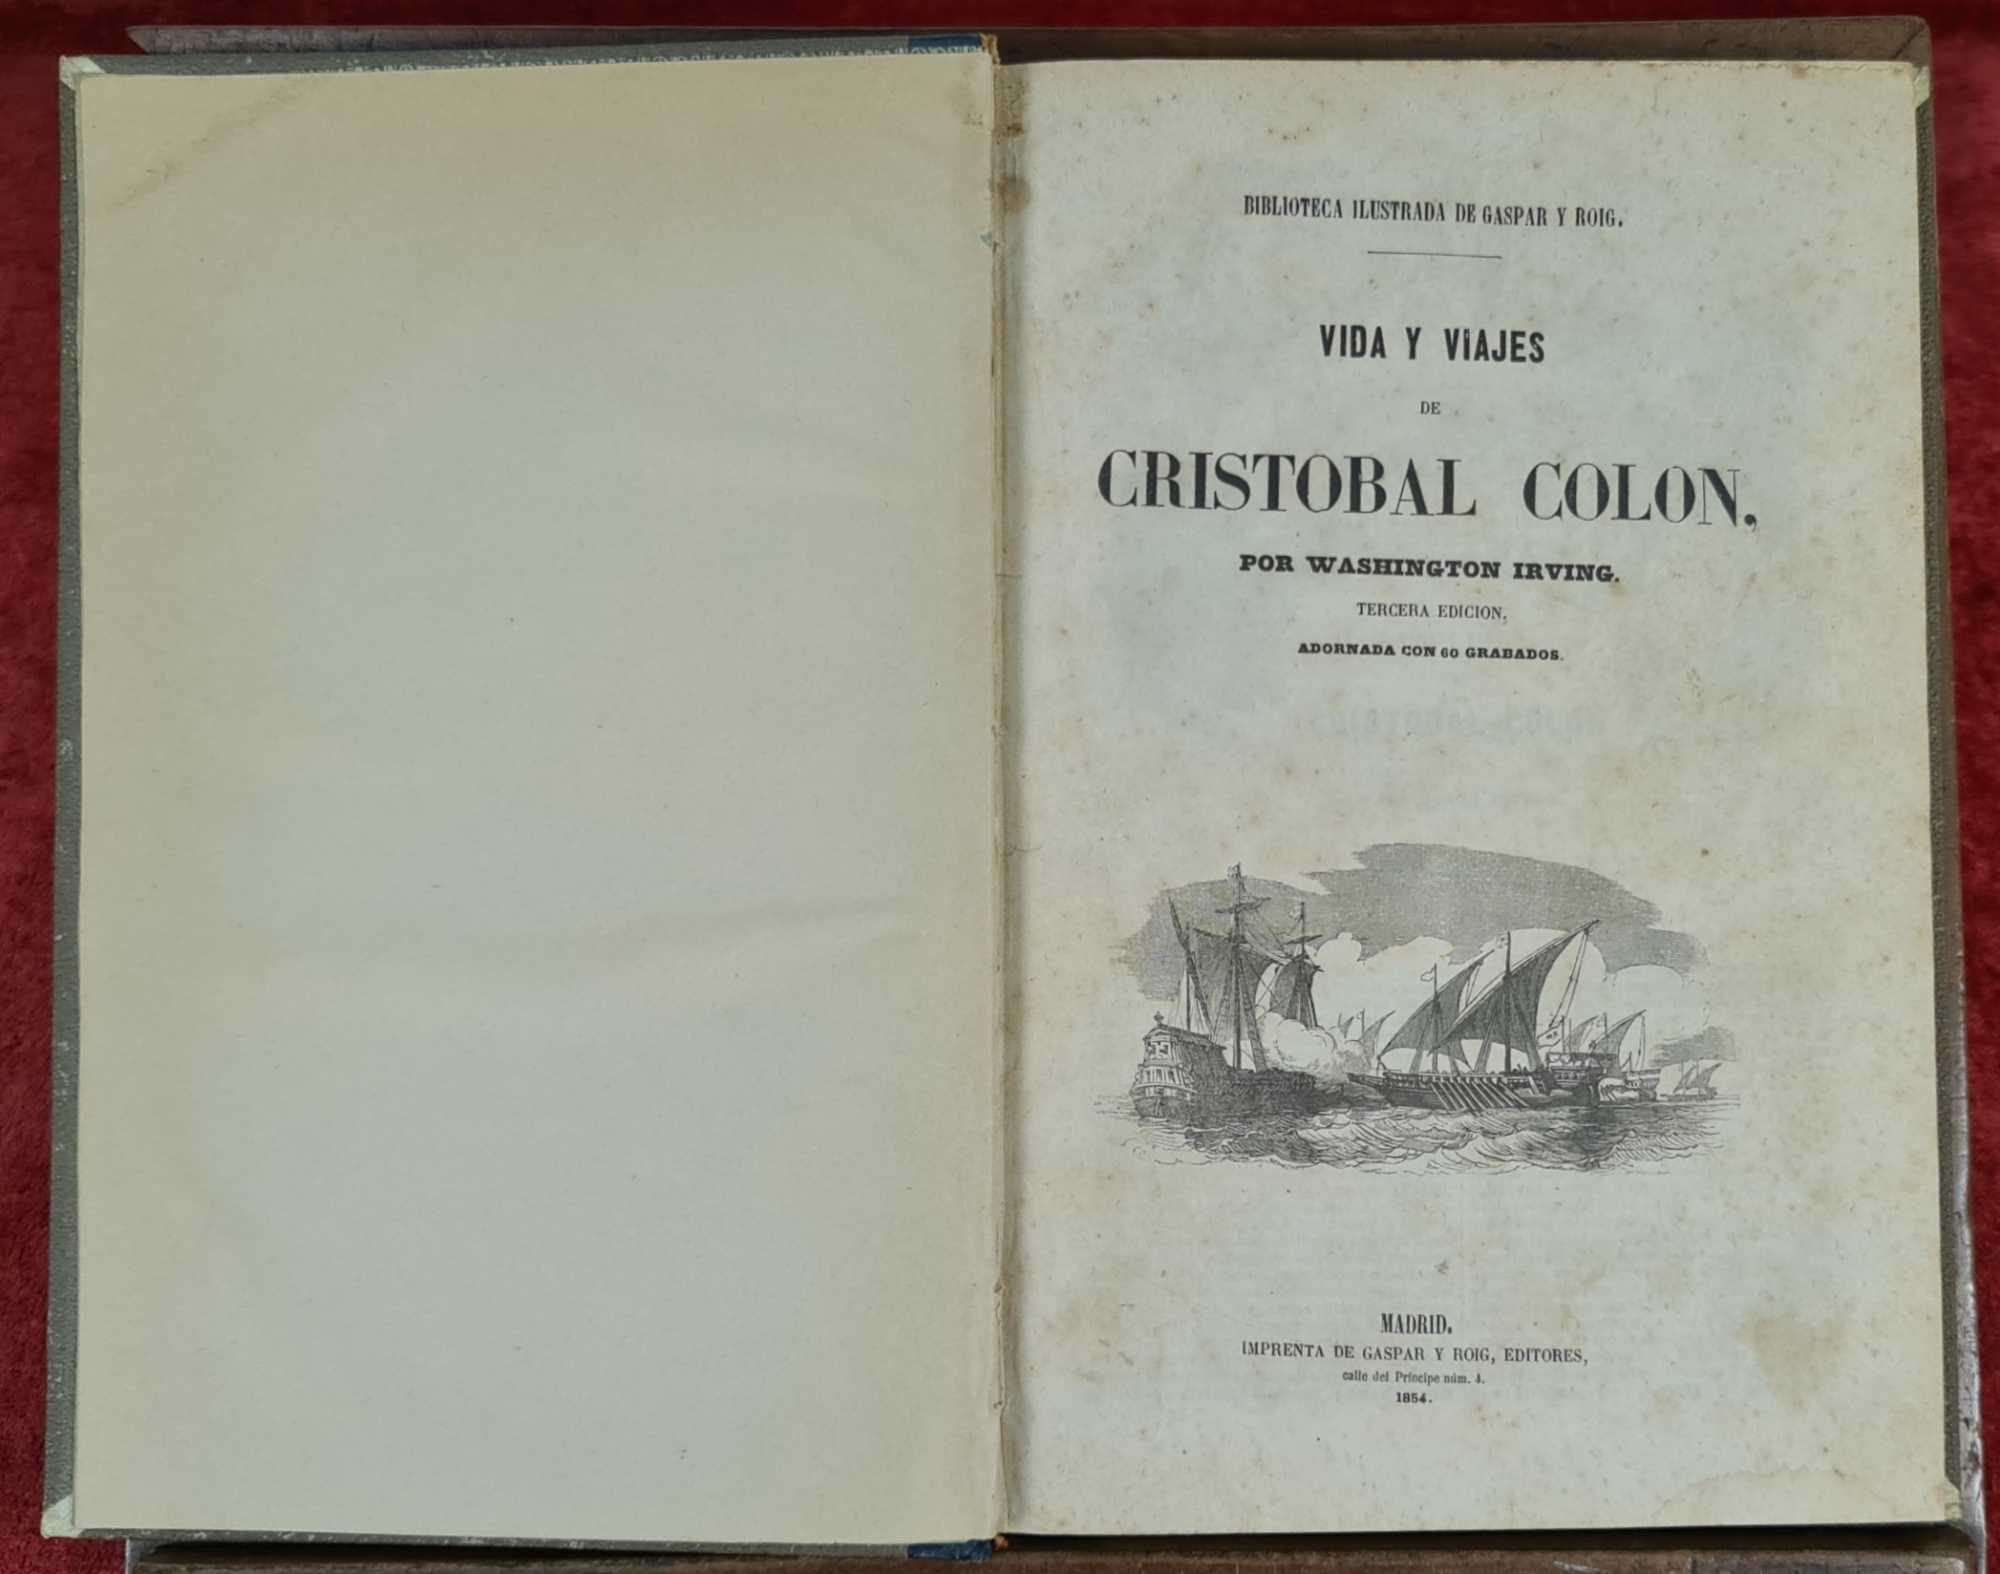 BIBLIOTECA ILUSTRADA DE GASPAR Y ROIG.
VIDA Y VIAJES
DE
CRISTOBAL COLON,
POR WASHINGTON IRVING.
TERCERA EDICION,
ADORNADA CON 60 GRABADOS.
MADRID.
IMPRENTA DE GASPAR Y ROIG, EDITORES,
calle del Príncipe núm. 4.
1854.